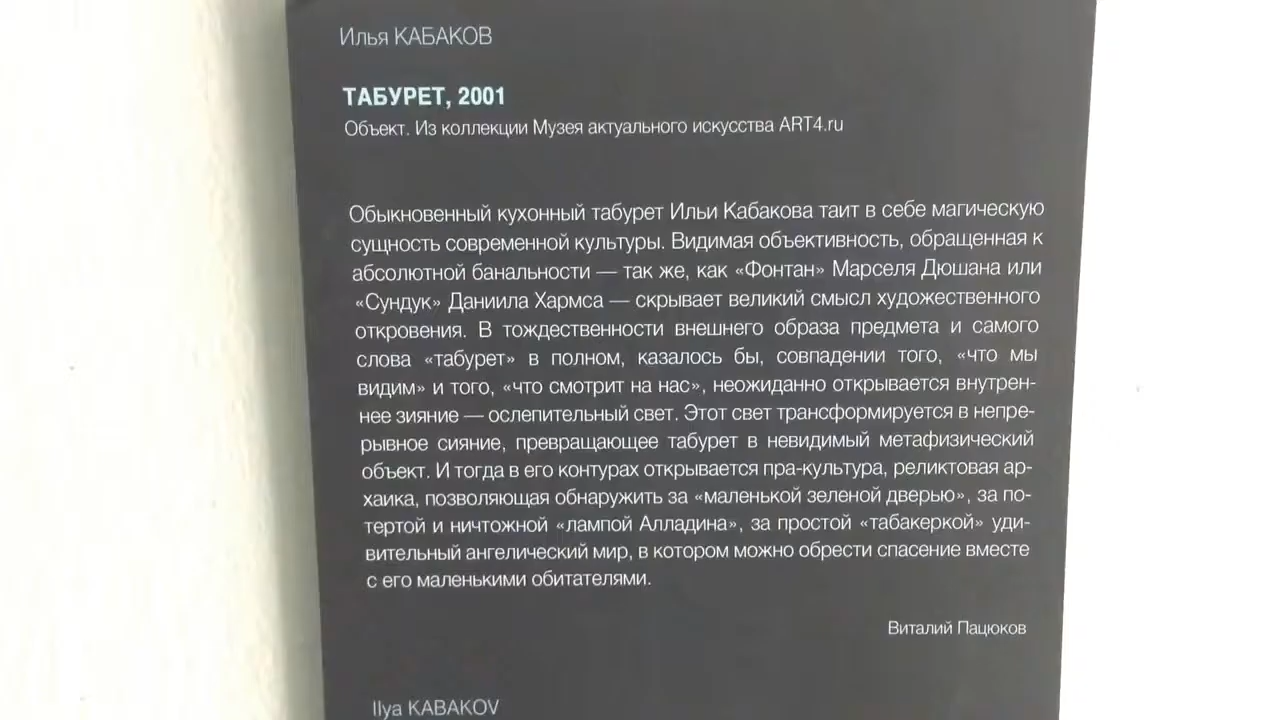 Илья КАБАКОВ
ТАБУРЕТ, 2001
Объект. Из коллекции Музея актуального искусства ART4.ru
Обыкновенный кухонный табурет Ильи Кабакова таит в себе магическую
сущность современной культуры. Видимая объективность, обращенная к
абсолютной банальности — так же, как «Фонтан» Марселя Дюшана или
«Сундук» Даниила Хармса — скрывает великий смысл художественного
откровения. В тождественности внешнего образа предмета и самого
слова «табурет» в полном, казалось бы, совпадении того, «что мы
видим» и того, «что смотрит на нас», неожиданно открывается внутрен-
нее зияние — ослепительный свет. Этот свет трансформируется в непре-
рывное сияние, превращающее табурет в невидимый метафизический
объект. И тогда в его контурах открывается пра-культура, реликтовая ар-
хаика, позволяющая обнаружить за «маленькой зеленой дверью», за по-
тертой и ничтожной «лампой Алладина», за простой «табакеркой» уди-
вительный ангелический мир, в котором можно обрести спасение вместе
с его маленькими обитателями.
Виталий Пацюков
Ilya KABAKOV